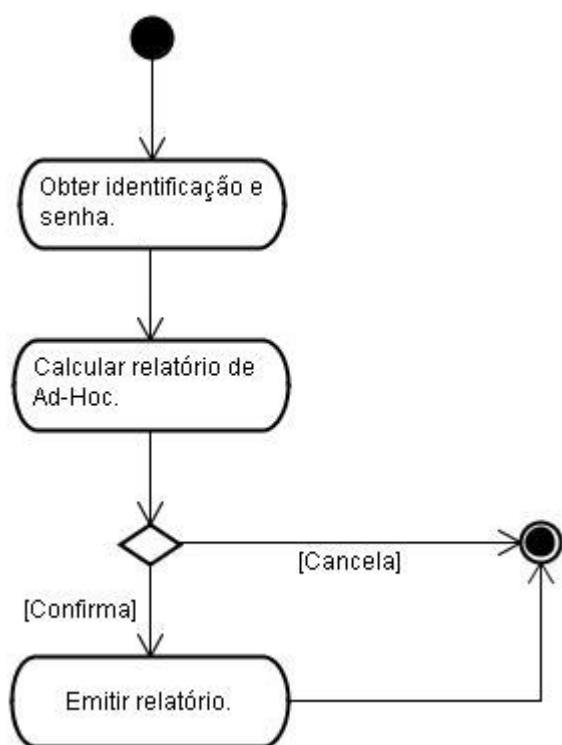 Obter identificação e
senha.
Calcular relatório de
Ad-Hoc.
[Cancela]
[Confirma]
Emitir relatório.